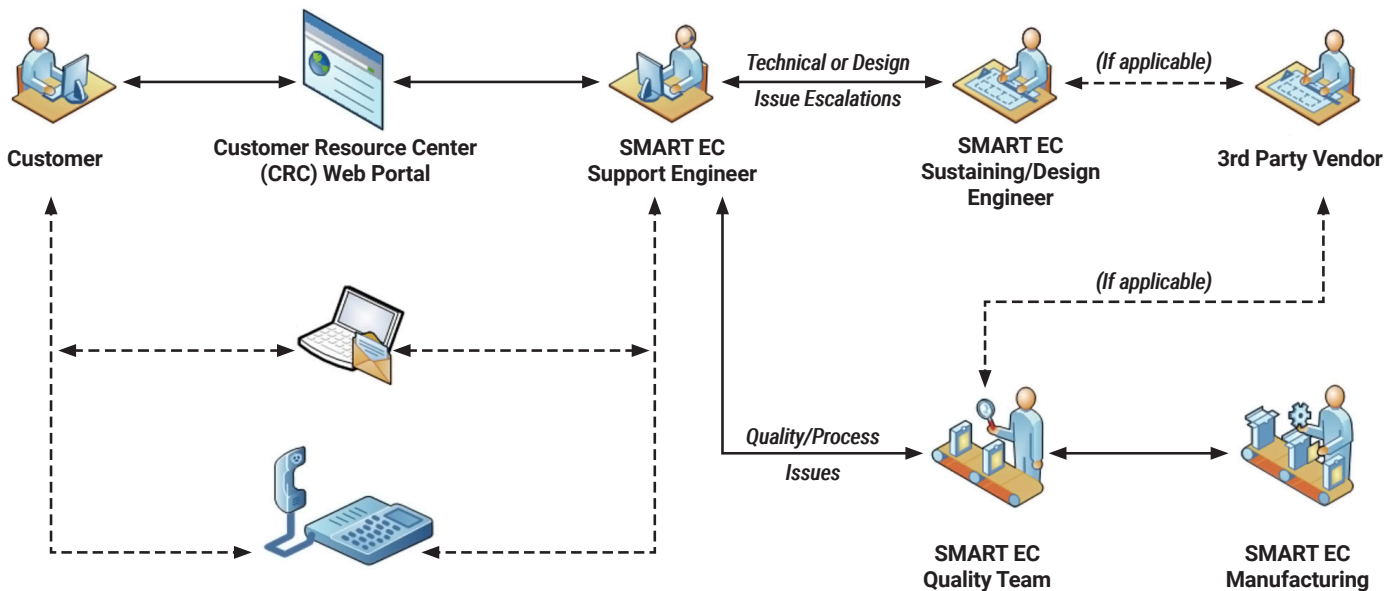 Technical or Design
Issue Escalations
(If applicable)
Customer
Customer Resource Center
(CRC) Web Portal
SMART EC
Support Engineer
SMART EC
Sustaining/Design
Engineer
3rd Party Vendor
(If applicable)
Quality/Process
Issues
SMART EC
Quality Team
SMART EC
Manufacturing